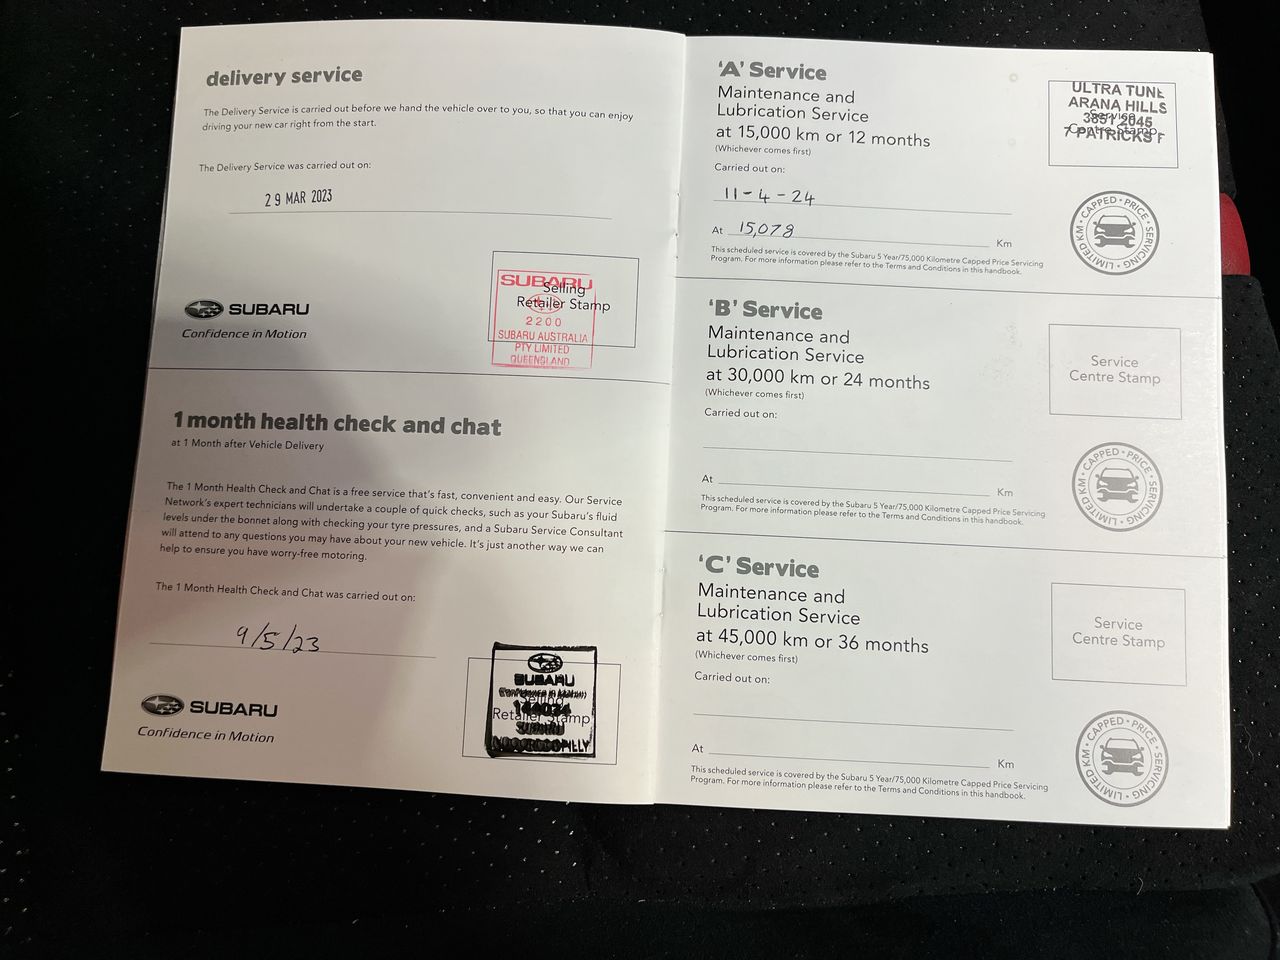 delivery service
The Delivery Service is carried out before we hand the vehicle over to you, so that you can enjoy
driving your new car right from the start.
The Delivery Service was carried out on:
29 MAR 2023
SUBARU
Selling
Retailer Stamp
2200
SUBARU AUSTRALIA
PTY LIMITED
QUEENGLAND
SUBARU
Confidence in Motion
1 month health check and chat
at 1 Month after Vehicle Delivery
The 1 Month Health Check and Chat is a free service that's fast, convenient and easy. Our Service
Network's expert technicians will undertake a couple of quick checks, such as your Subaru's fluid
levels under the bonnet along with checking your tyre pressures, and a Subaru Service Consultant
will attend to any questions you may have about your new vehicle. It's just another way we can
help to ensure you have worry-free motoring.
The 1 Month Health Check and Chat was carried out on:
9/5/23
SUBARU
Confidence in Motion
Selling
Retailer Stamp
SUBARU
SUBARU
Confidence in Motion
'A' Service
Maintenance and
Lubrication Service
at 15,000 km or 12 months
(Whichever comes first)
Carried out on:
11-4-24
At 15,078 Km
This scheduled service is covered by the Subaru 5 Year/75,000 Kilometre Capped Price Servicing
Program. For more information please refer to the Terms and Conditions in this handbook.
ULTRA TUNE
ARANA HILLS
3851 2045
7 PATRICKS
Service
Centre Stamp
CAPPED • PRICE • SERVICING • LIMITED KM •
'B' Service
Maintenance and
Lubrication Service
at 30,000 km or 24 months
(Whichever comes first)
Carried out on:
At Km
This scheduled service is covered by the Subaru 5 Year/75,000 Kilometre Capped Price Servicing
Program. For more information please refer to the Terms and Conditions in this handbook.
Service
Centre Stamp
CAPPED • PRICE • SERVICING • LIMITED KM •
'C' Service
Maintenance and
Lubrication Service
at 45,000 km or 36 months
(Whichever comes first)
Carried out on:
At Km
This scheduled service is covered by the Subaru 5 Year/75,000 Kilometre Capped Price Servicing
Program. For more information please refer to the Terms and Conditions in this handbook.
Service
Centre Stamp
CAPPED • PRICE • SERVICING • LIMITED KM •